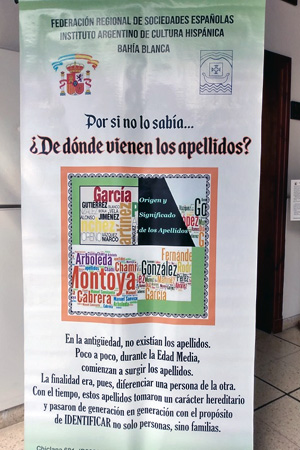 FEDERACIÓN REGIONAL DE SOCIEDADES ESPAÑOLAS
INSTITUTO ARGENTINO DE CULTURA HISPÁNICA
BAHÍA BLANCA
Por si no lo sabía...
¿De dónde vienen los apellidos?
García
GUTIERREZ
ALONSO
JIMENEZ
MARCO
Origen y
Significado
de los Apellidos
Arboleda
Montoya
Cabrera
González
García
En la antigüedad, no existían los apellidos.
Poco a poco, durante la Edad Media,
comienzan a surgir los apellidos.
La finalidad era, pues, diferenciar una persona de la otra.
Con el tiempo, estos apellidos tomaron un carácter hereditario
y pasaron de generación en generación con el propósito
de IDENTIFICAR no solo personas, sino familias.